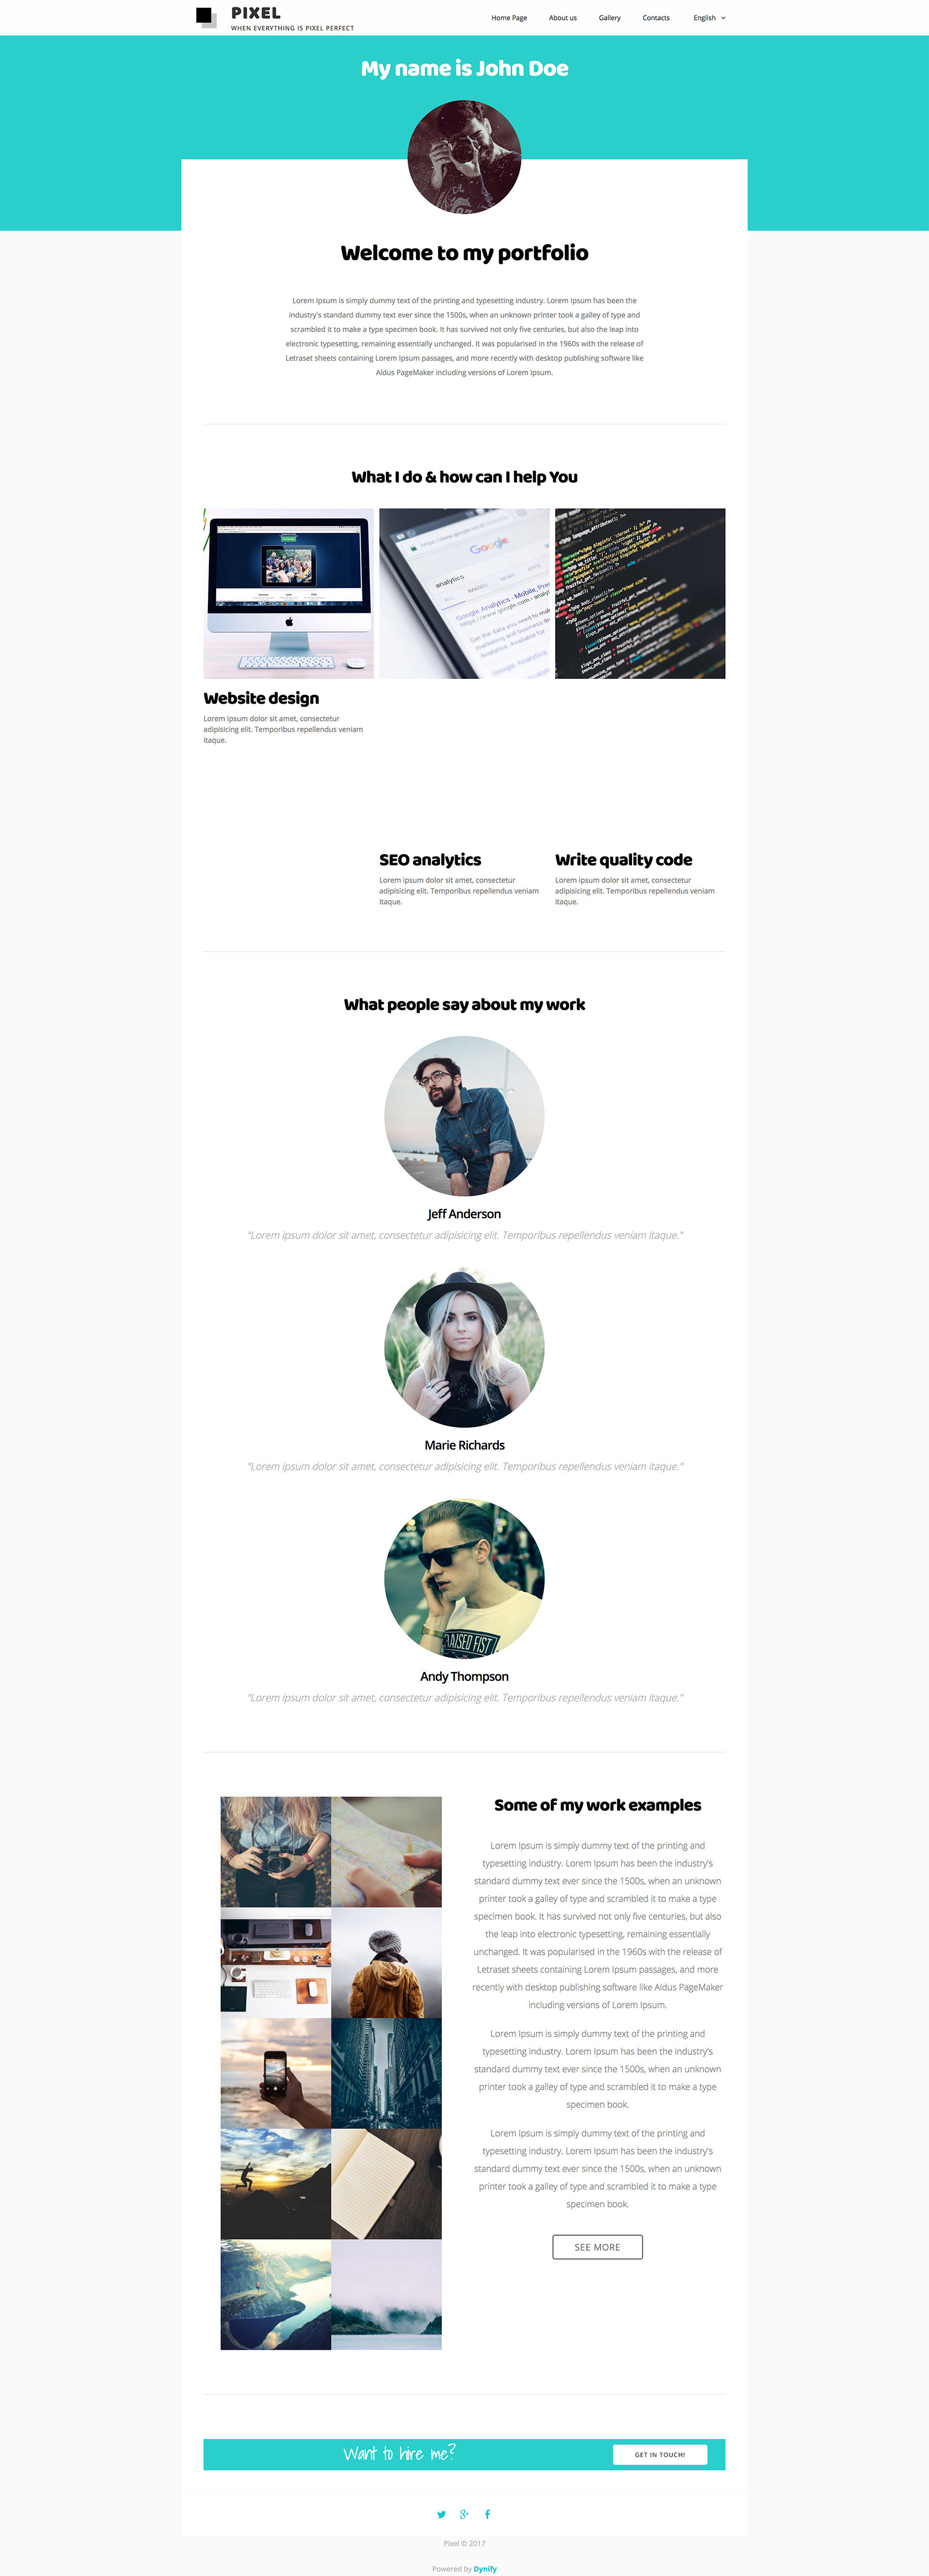 PIXEL
WHEN EVERYTHING IS PIXEL PERFECT
Home Page
About us
Gallery
Contacts
English
My name is John Doe
Welcome to my portfolio
Lorem Ipsum is simply dummy text of the printing and typesetting industry. Lorem Ipsum has been the
industry's standard dummy text ever since the 1500s, when an unknown printer took a galley of type and
scrambled it to make a type specimen book. It has survived not only five centuries, but also the leap into
electronic typesetting, remaining essentially unchanged. It was popularised in the 1960s with the release of
Letraset sheets containing Lorem Ipsum passages, and more recently with desktop publishing software like
Aldus PageMaker including versions of Lorem Ipsum.
What I do & how can I help You
Google
analytics
ALL
IMAGES
NEWS
APPS
Website design
Lorem ipsum dolor sit amet, consectetur
adipisicing elit. Temporibus repellendus veniam
itaque.
SEO analytics
Lorem ipsum dolor sit amet, consectetur
adipisicing elit. Temporibus repellendus veniam
itaque.
Write quality code
Lorem ipsum dolor sit amet, consectetur
adipisicing elit. Temporibus repellendus veniam
itaque.
What people say about my work
Jeff Anderson
"Lorem ipsum dolor sit amet, consectetur adipisicing elit. Temporibus repellendus veniam itaque."
Marie Richards
"Lorem ipsum dolor sit amet, consectetur adipisicing elit. Temporibus repellendus veniam itaque."
Andy Thompson
"Lorem ipsum dolor sit amet, consectetur adipisicing elit. Temporibus repellendus veniam itaque."
Some of my work examples
Lorem Ipsum is simply dummy text of the printing and
typesetting industry. Lorem Ipsum has been the industry's
standard dummy text ever since the 1500s, when an unknown
printer took a galley of type and scrambled it to make a type
specimen book. It has survived not only five centuries, but also
the leap into electronic typesetting, remaining essentially
unchanged. It was popularised in the 1960s with the release of
Letraset sheets containing Lorem Ipsum passages, and more
recently with desktop publishing software like Aldus PageMaker
including versions of Lorem Ipsum.
Lorem Ipsum is simply dummy text of the printing and
typesetting industry. Lorem Ipsum has been the industry's
standard dummy text ever since the 1500s, when an unknown
printer took a galley of type and scrambled it to make a type
specimen book.
Lorem Ipsum is simply dummy text of the printing and
typesetting industry. Lorem Ipsum has been the industry's
standard dummy text ever since the 1500s, when an unknown
printer took a galley of type and scrambled it to make a type
specimen book.
SEE MORE
Want to hire me?
GET IN TOUCH!
Pixel © 2017
Powered by Dynify